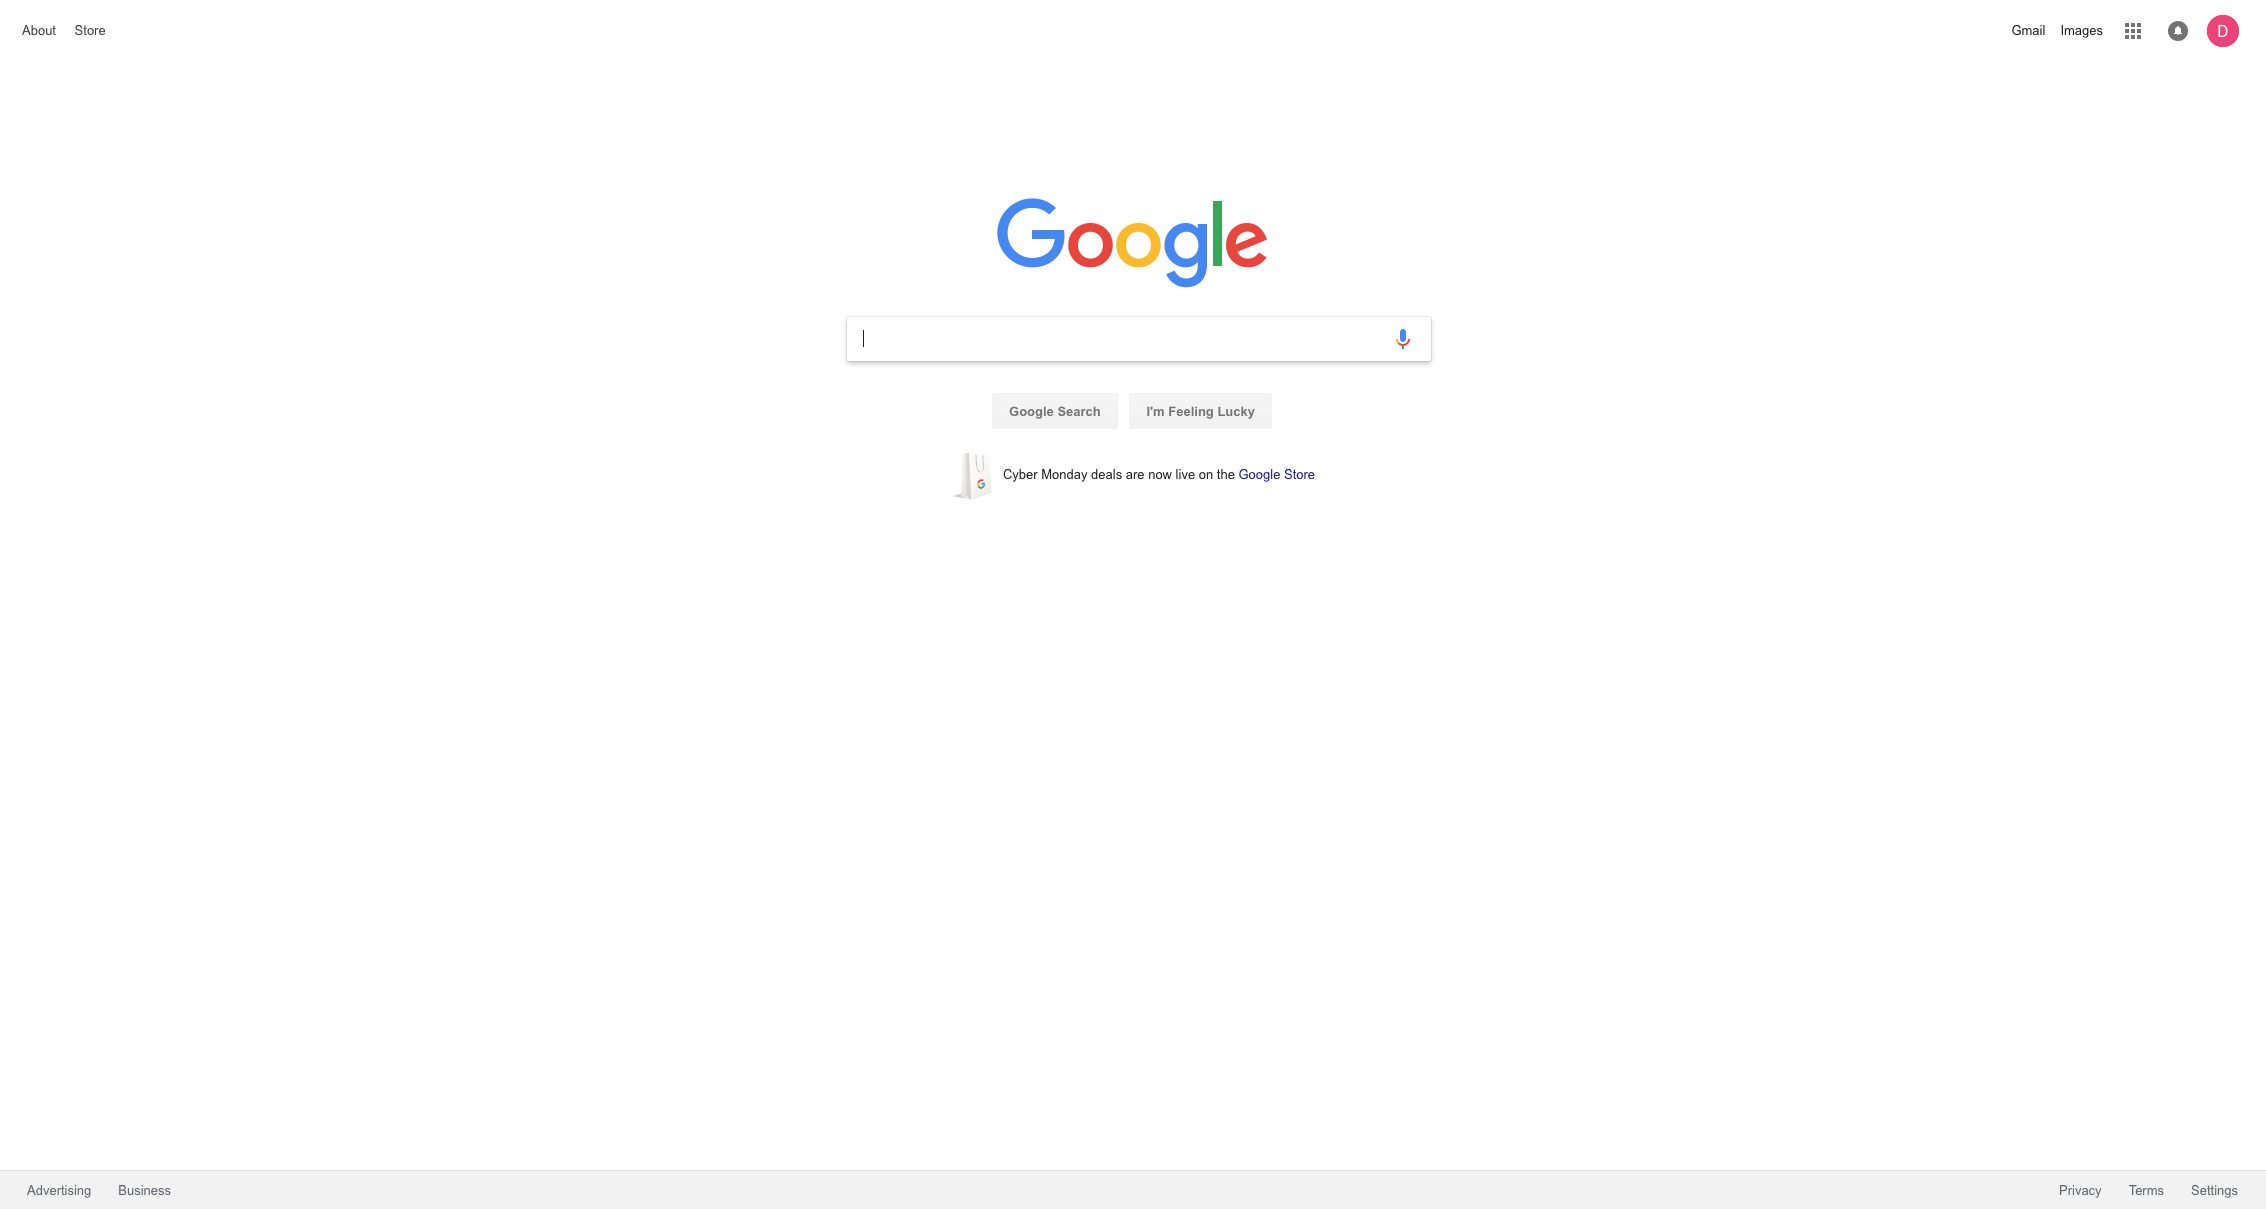 About Store Gmail Images D
Google
Google Search I'm Feeling Lucky
G
Cyber Monday deals are now live on the Google Store
Advertising Business Privacy Terms Settings